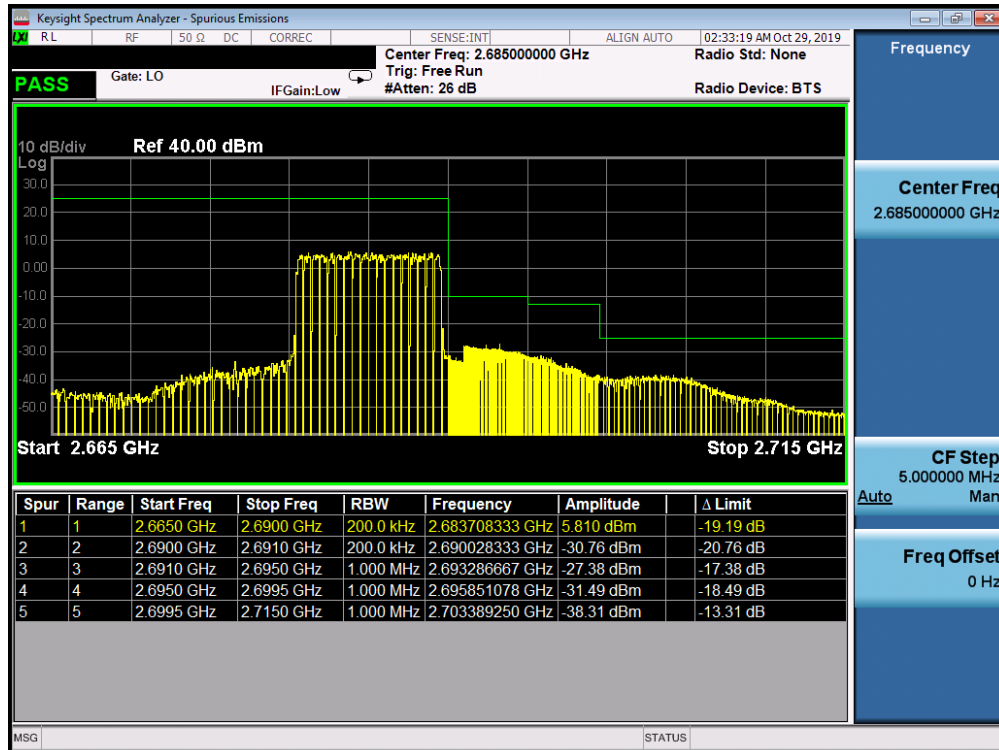 Keysight Spectrum Analyzer - Spurious Emissions
LXI RL RF 50 Ω DC CORREC SENSE:INT ALIGN AUTO 02:33:19 AM Oct 29, 2019
Center Freq: 2.685000000 GHz Radio Std: None
Trig: Free Run
PASS Gate: LO IFGain:Low #Atten: 26 dB Radio Device: BTS
Frequency
10 dB/div Ref 40.00 dBm
Log
30.0
20.0
10.0
0.00
-10.0
-20.0
-30.0
-40.0
-50.0
Start 2.665 GHz Stop 2.715 GHz
Spur Range Start Freq Stop Freq RBW Frequency Amplitude Δ Limit
1 1 2.6650 GHz 2.6900 GHz 200.0 kHz 2.683708333 GHz 5.810 dBm -19.19 dB
2 2 2.6900 GHz 2.6910 GHz 200.0 kHz 2.690028333 GHz -30.76 dBm -20.76 dB
3 3 2.6910 GHz 2.6950 GHz 1.000 MHz 2.693286667 GHz -27.38 dBm -17.38 dB
4 4 2.6950 GHz 2.6995 GHz 1.000 MHz 2.695851078 GHz -31.49 dBm -18.49 dB
5 5 2.6995 GHz 2.7150 GHz 1.000 MHz 2.703389250 GHz -38.31 dBm -13.31 dB
Center Freq
2.685000000 GHz
CF Step
5.000000 MHz
Auto Man
Freq Offset
0 Hz
MSG STATUS